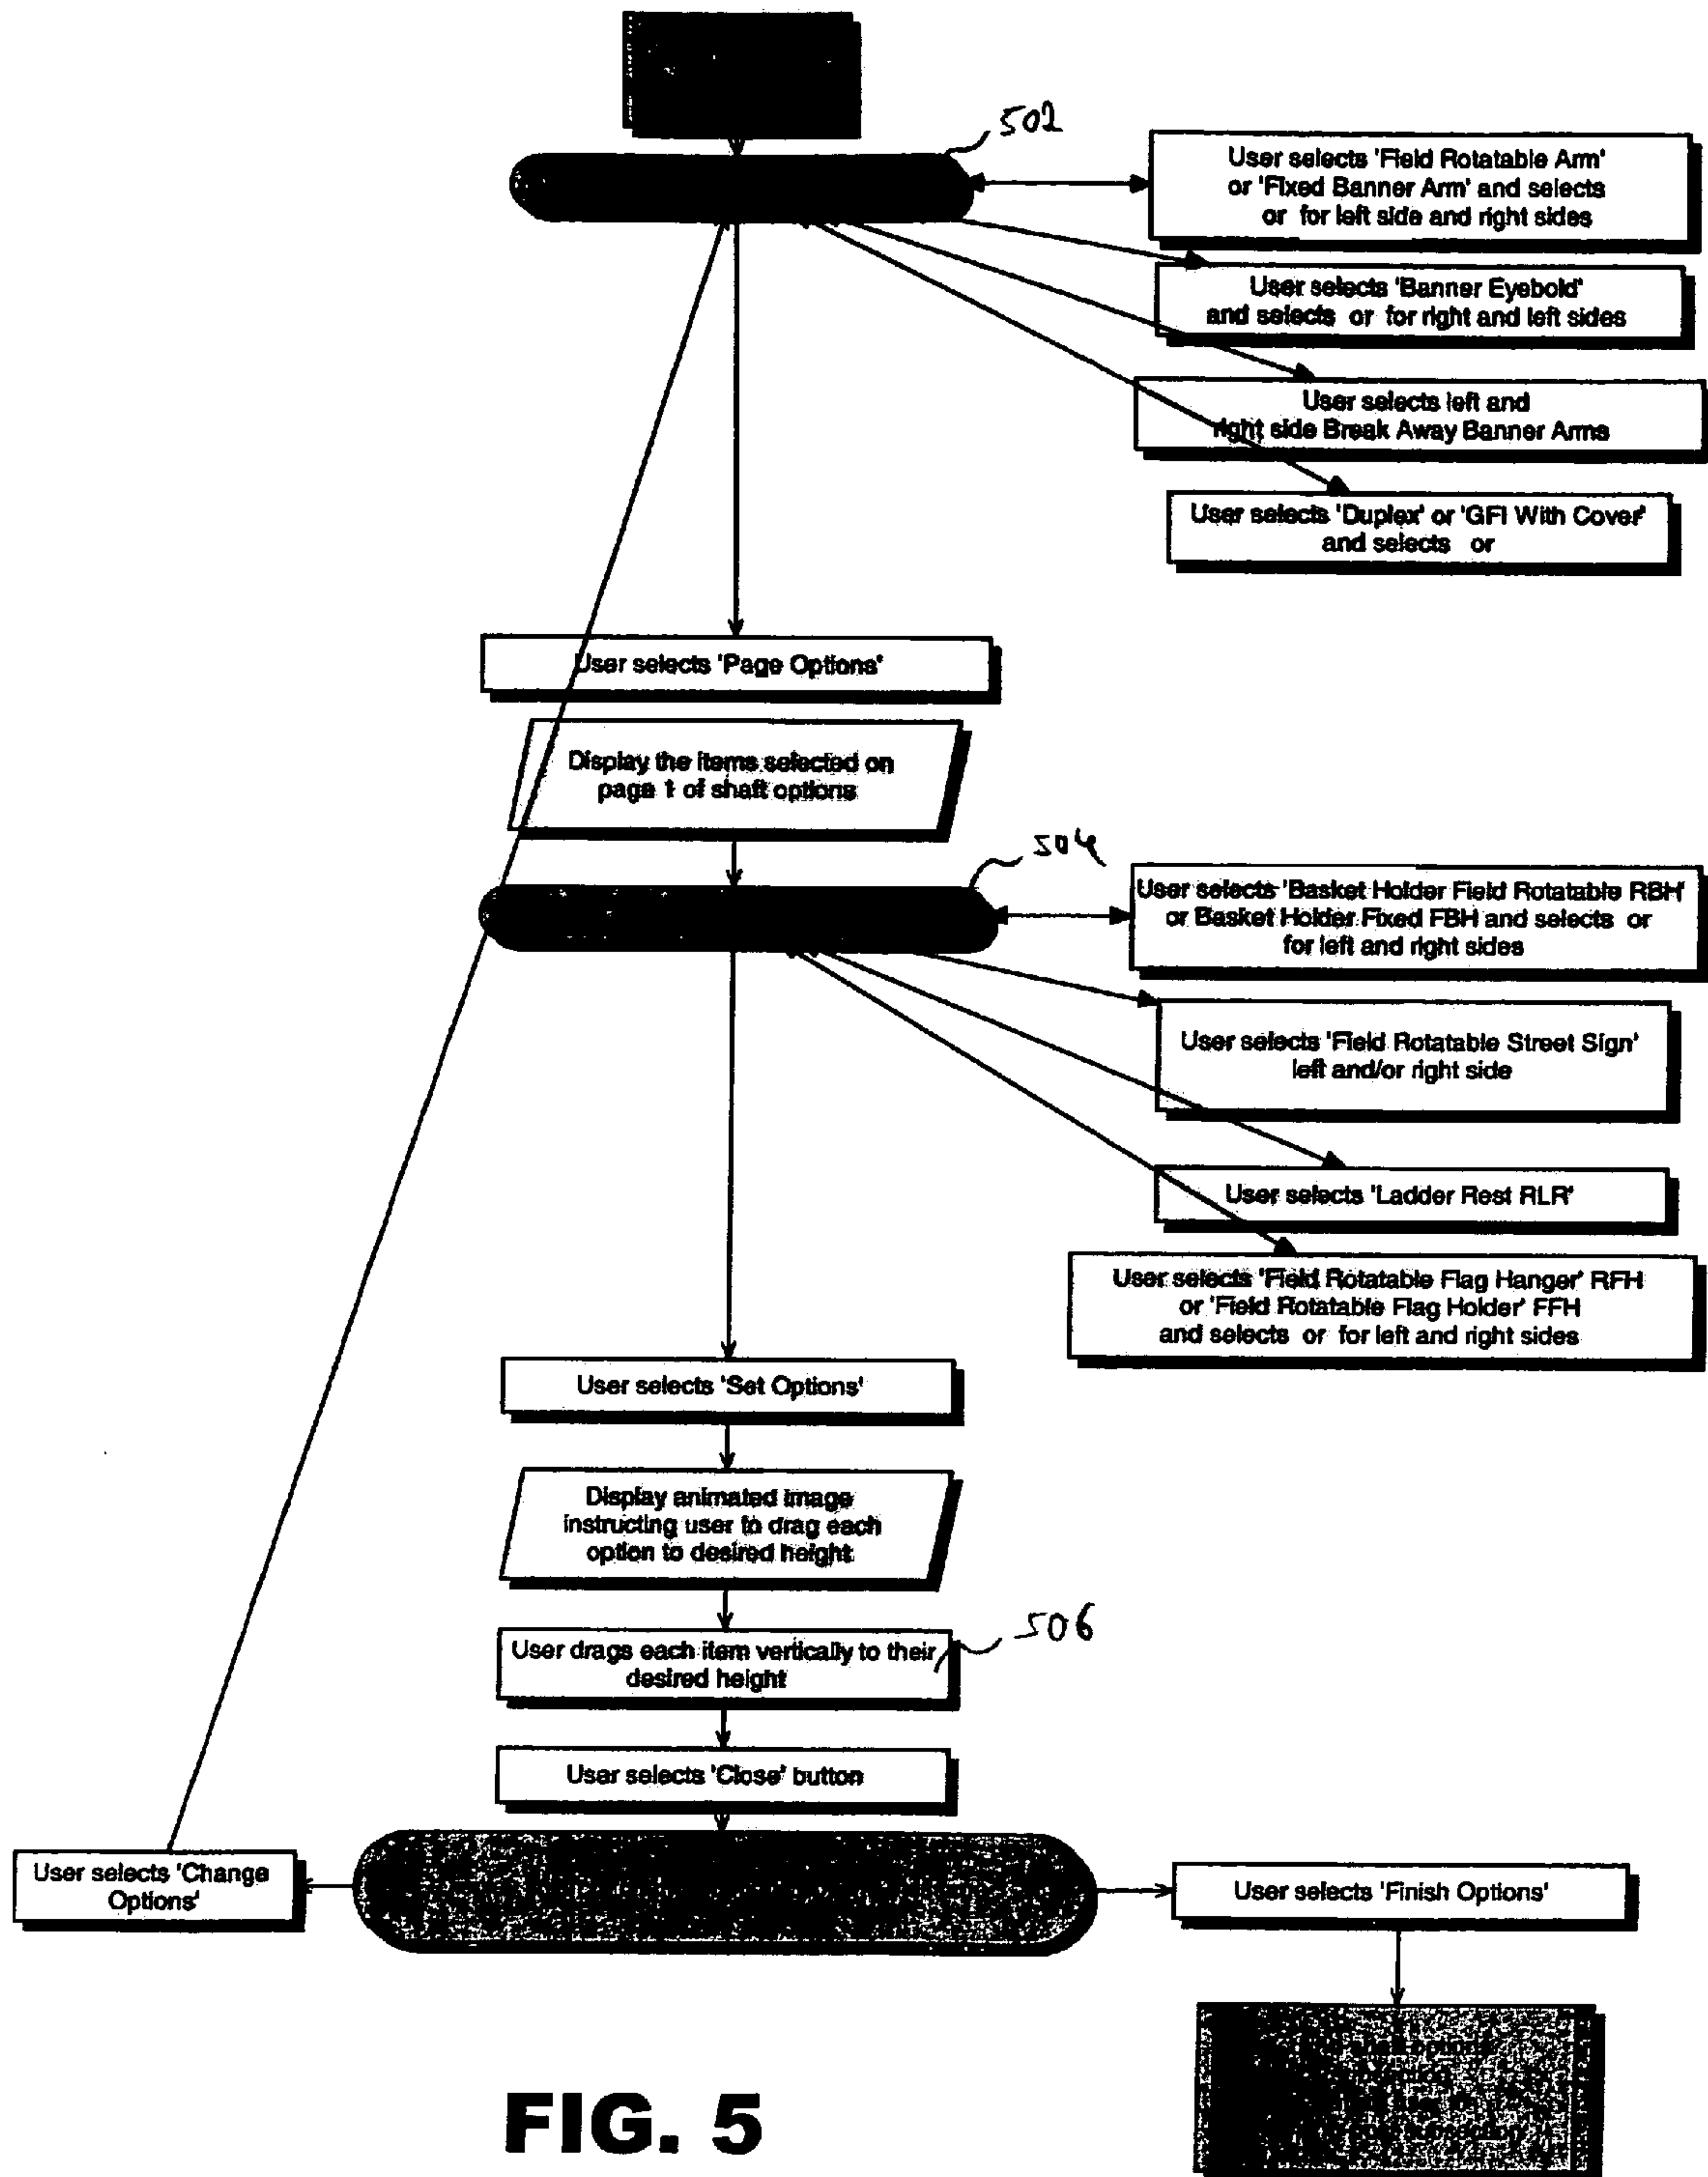 502
User selects 'Field Rotatable Arm'
or 'Fixed Banner Arm' and selects
or for left side and right sides
User selects 'Banner Eyebold'
and selects or for right and left sides
User selects left and
right side Break Away Banner Arms
User selects 'Duplex' or 'GFI With Cover'
and selects or
User selects 'Page Options'
Display the items selected on
page 1 of shaft options
504
User selects 'Basket Holder Field Rotatable RBH'
or Basket Holder Fixed FBH and selects or
for left and right sides
User selects 'Field Rotatable Street Sign'
left and/or right side
User selects 'Ladder Rest RLR'
User selects 'Field Rotatable Flag Hanger' RFH
or 'Field Rotatable Flag Holder' FFH
and selects or for left and right sides
User selects 'Set Options'
Display animated image
instructing user to drag each
option to desired height
506
User drags each item vertically to their
desired height
User selects 'Close' button
User selects 'Change
Options'
User selects 'Finish Options'
shaft options
subsection
FIG. 5